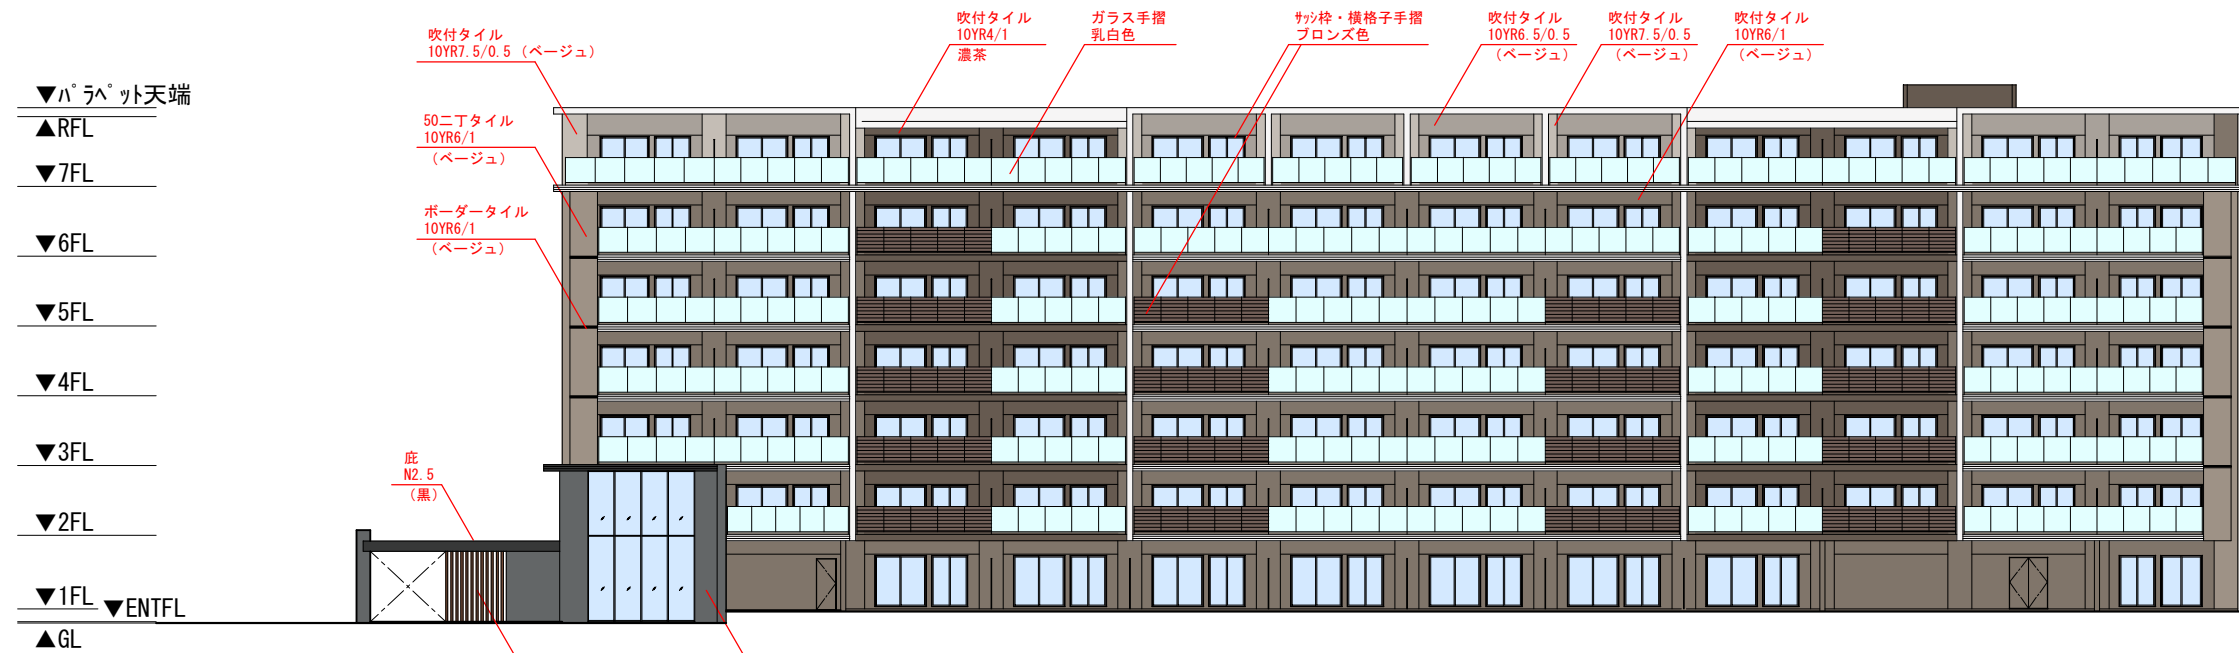 吹付タイル
10YR7.5/0.5（ベージュ）
吹付タイル
10YR4/1
濃茶
ガラス手摺
乳白色
ｻｯｼ枠・横格子手摺
ブロンズ色
吹付タイル
10YR6.5/0.5
（ベージュ）
吹付タイル
10YR7.5/0.5
（ベージュ）
吹付タイル
10YR6/1
（ベージュ）
▼ﾊﾟﾗﾍﾟｯﾄ天端
▲RFL
50二丁タイル
10YR6/1
（ベージュ）
▼7FL
ボーダータイル
10YR6/1
（ベージュ）
▼6FL
▼5FL
▼4FL
▼3FL
庇
N2.5
（黒）
▼2FL
▼1FL
▼ENTFL
▲GL